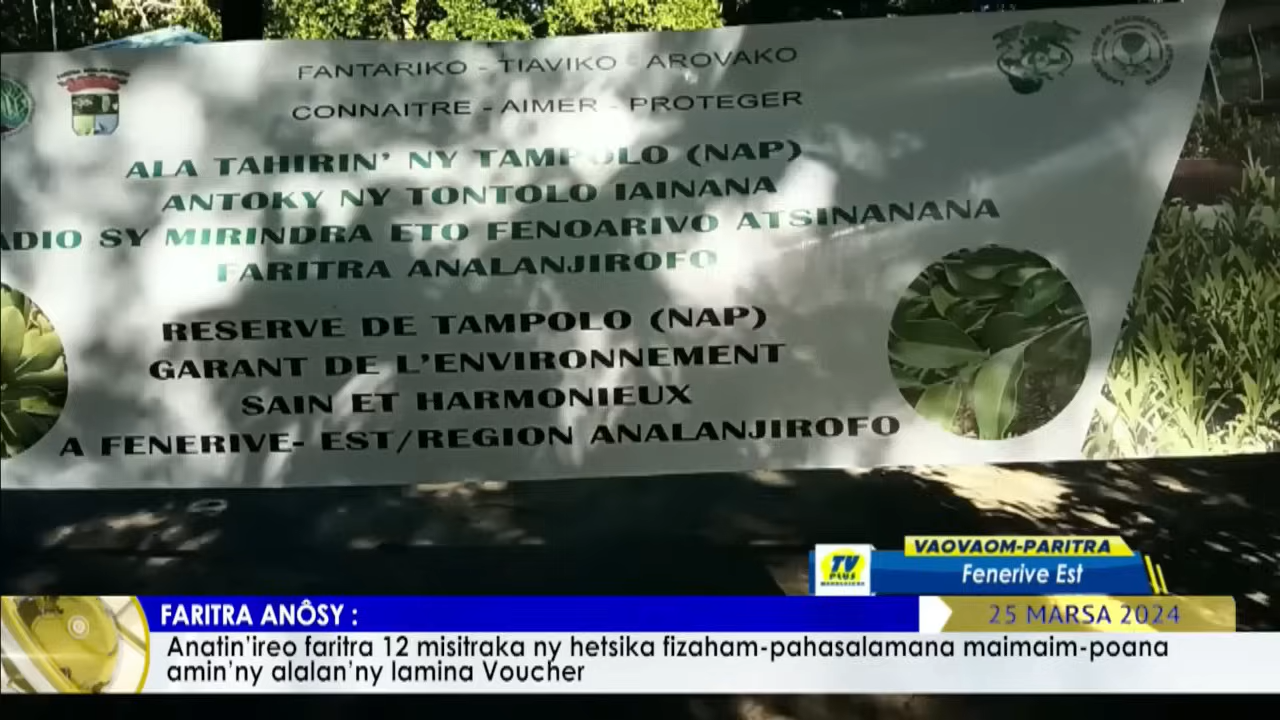 FANTARIKO - TIAVIKO - AROVAKO
CONNAITRE - AIMER - PROTEGER
ALA TAHIRIN' NY TAMPOLO (NAP)
ANTOKY NY TONTOLO IAINANA
ADIO SY MIRINDRA ETO FENOARIVO ATSINANANA
FARITRA ANALANJIROFO
RESERVE DE TAMPOLO (NAP)
GARANT DE L'ENVIRONNEMENT
SAIN ET HARMONIEUX
A FENERIVE- EST/REGION ANALANJIROFO
VAOVAOM-PARITRA
TV
PLUS
MADAGASCAR
Fenerive Est
FARITRA ANÔSY :
25 MARSA 2024
Anatin'ireo faritra 12 misitraka ny hetsika fizaham-pahasalamana maimaim-poana
amin'ny alalan'ny lamina Voucher